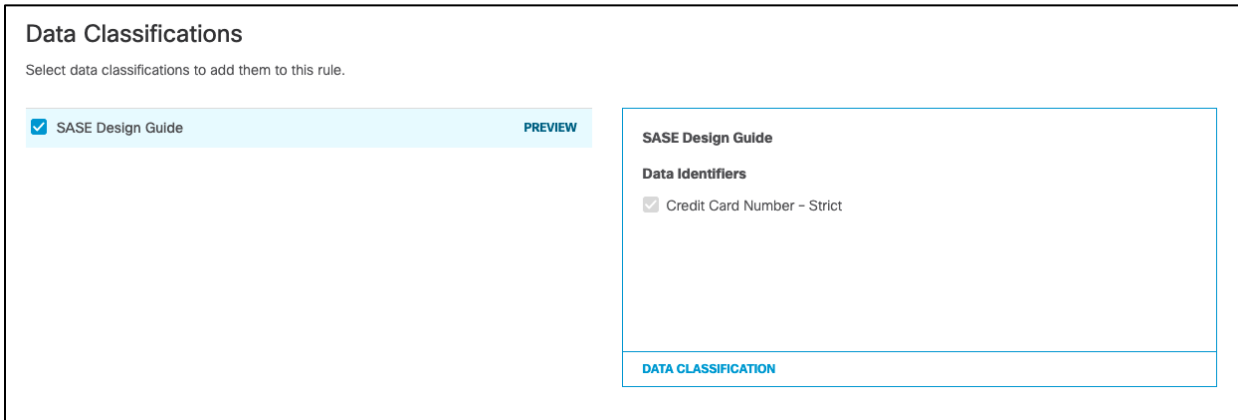 Data Classifications
Select data classifications to add them to this rule.
SASE Design Guide
PREVIEW
SASE Design Guide
Data Identifiers
Credit Card Number – Strict
DATA CLASSIFICATION